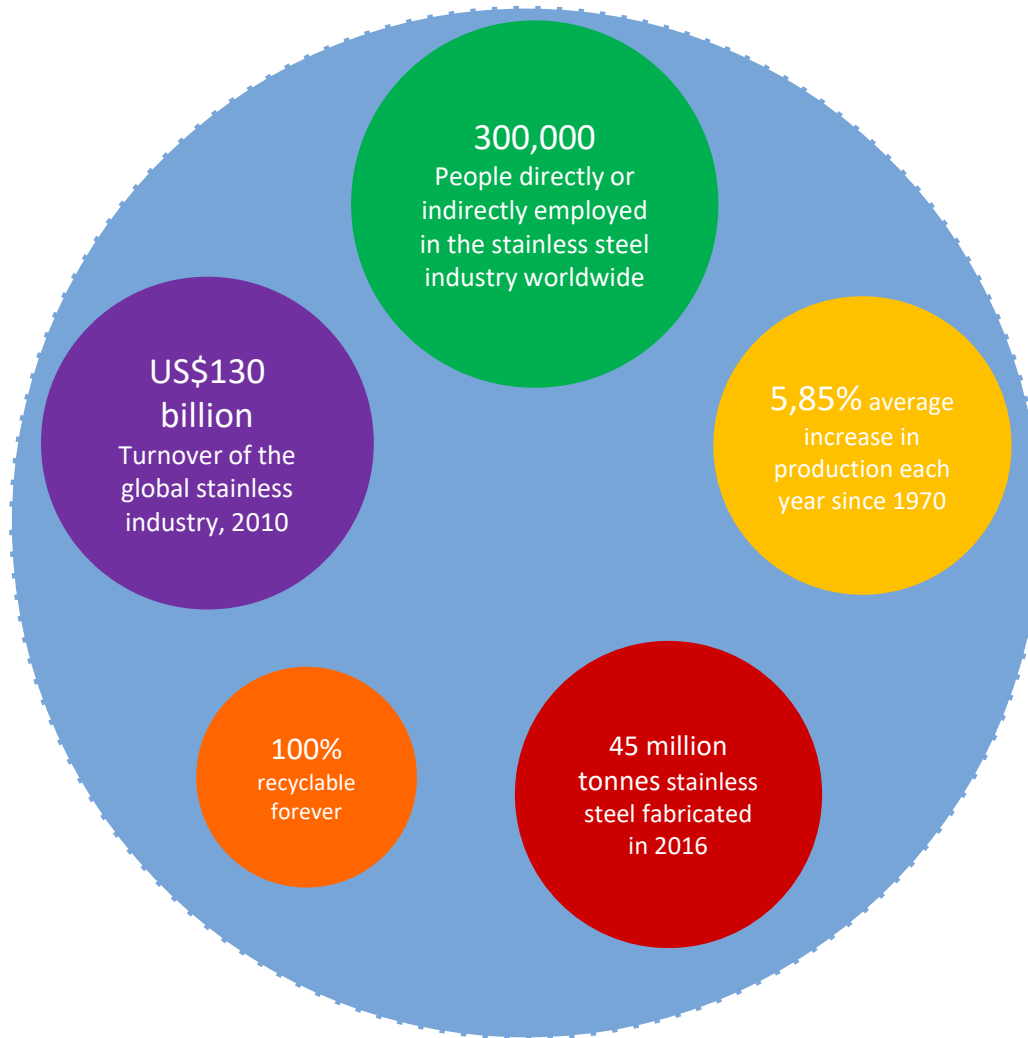 300,000
People directly or
indirectly employed
in the stainless steel
industry worldwide
US$130
billion
Turnover of the
global stainless
industry, 2010
5,85% average
increase in
production each
year since 1970
100%
recyclable
forever
45 million
tonnes stainless
steel fabricated
in 2016